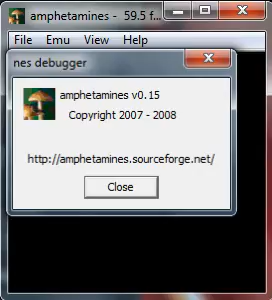 amphetamines - 59.5 f...
File Emu View Help
nes debugger
amphetamines v0.15
Copyright 2007 - 2008
http://amphetamines.sourceforge.net/
Close